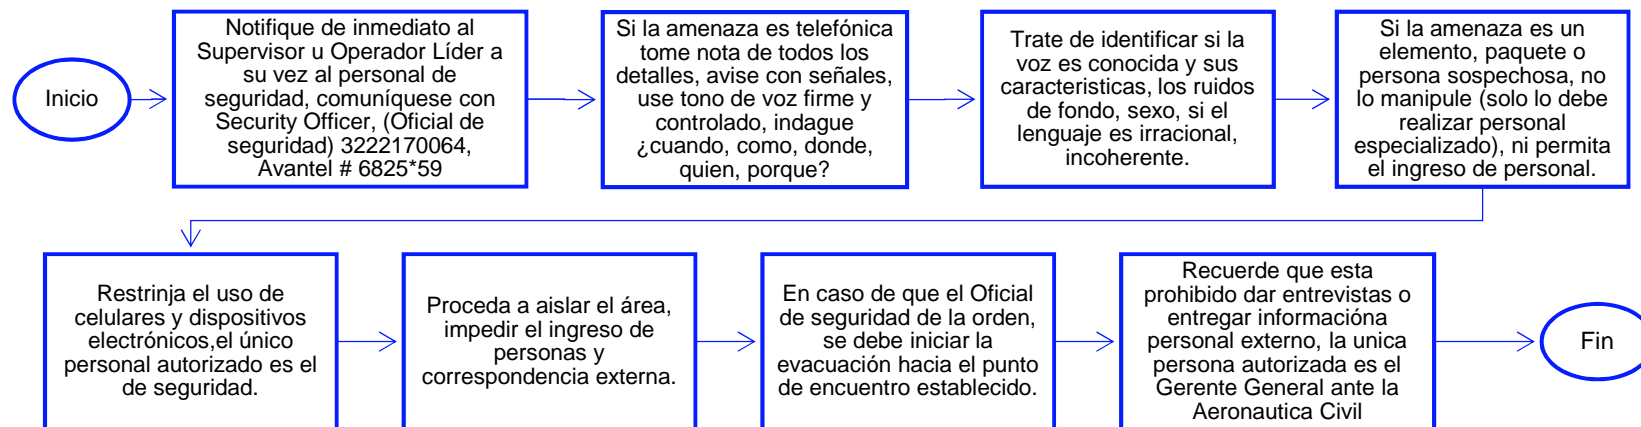 Inicio
Notifique de inmediato al
Supervisor u Operador Líder a
su vez al personal de
seguridad, comuníquese con
Security Officer, (Oficial de
seguridad) 3222170064,
Avantel # 6825*59
Si la amenaza es telefónica
tome nota de todos los
detalles, avise con señales,
use tono de voz firme y
controlado, indague
¿cuando, como, donde,
quien, porque?
Trate de identificar si la
voz es conocida y sus
caracteristicas, los ruidos
de fondo, sexo, si el
lenguaje es irracional,
incoherente.
Si la amenaza es un
elemento, paquete o
persona sospechosa, no
lo manipule (solo lo debe
realizar personal
especializado), ni permita
el ingreso de personal.
Restrinja el uso de
celulares y dispositivos
electrónicos,el único
personal autorizado es el
de seguridad.
Proceda a aislar el área,
impedir el ingreso de
personas y
correspondencia externa.
En caso de que el Oficial
de seguridad de la orden,
se debe iniciar la
evacuación hacia el punto
de encuentro establecido.
Recuerde que esta
prohibido dar entrevistas o
entregar informacióna
personal externo, la unica
persona autorizada es el
Gerente General ante la
Aeronautica Civil
Fin